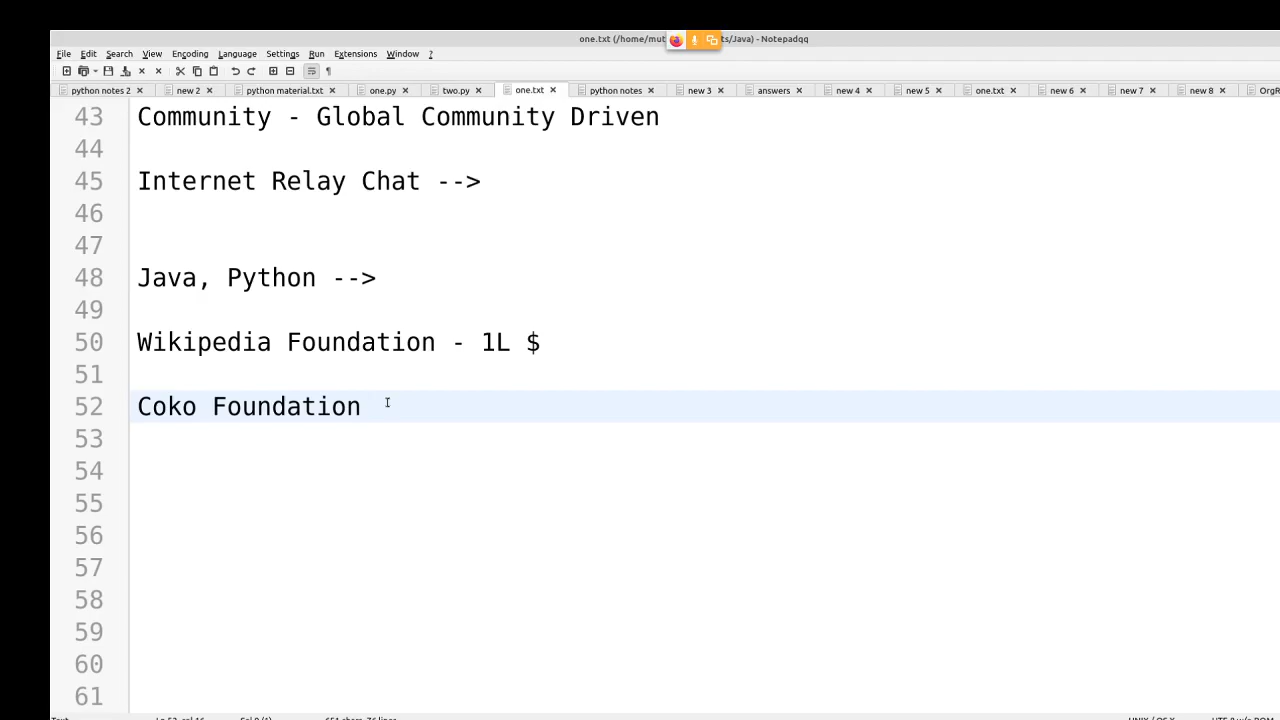 one.txt (/home/mut ts/Java) - Notepadqq
File Edit Search View Encoding Language Settings Run Extensions Window ?
python notes 2 new 2 python material.txt one.py two.py one.txt python notes new 3 answers new 4 new 5 one.txt new 6 new 7 new 8 OrgR
43 Community - Global Community Driven
44
45 Internet Relay Chat -->
46
47
48 Java, Python -->
49
50 Wikipedia Foundation - 1L $
51
52 Coko Foundation
53
54
55
56
57
58
59
60
61